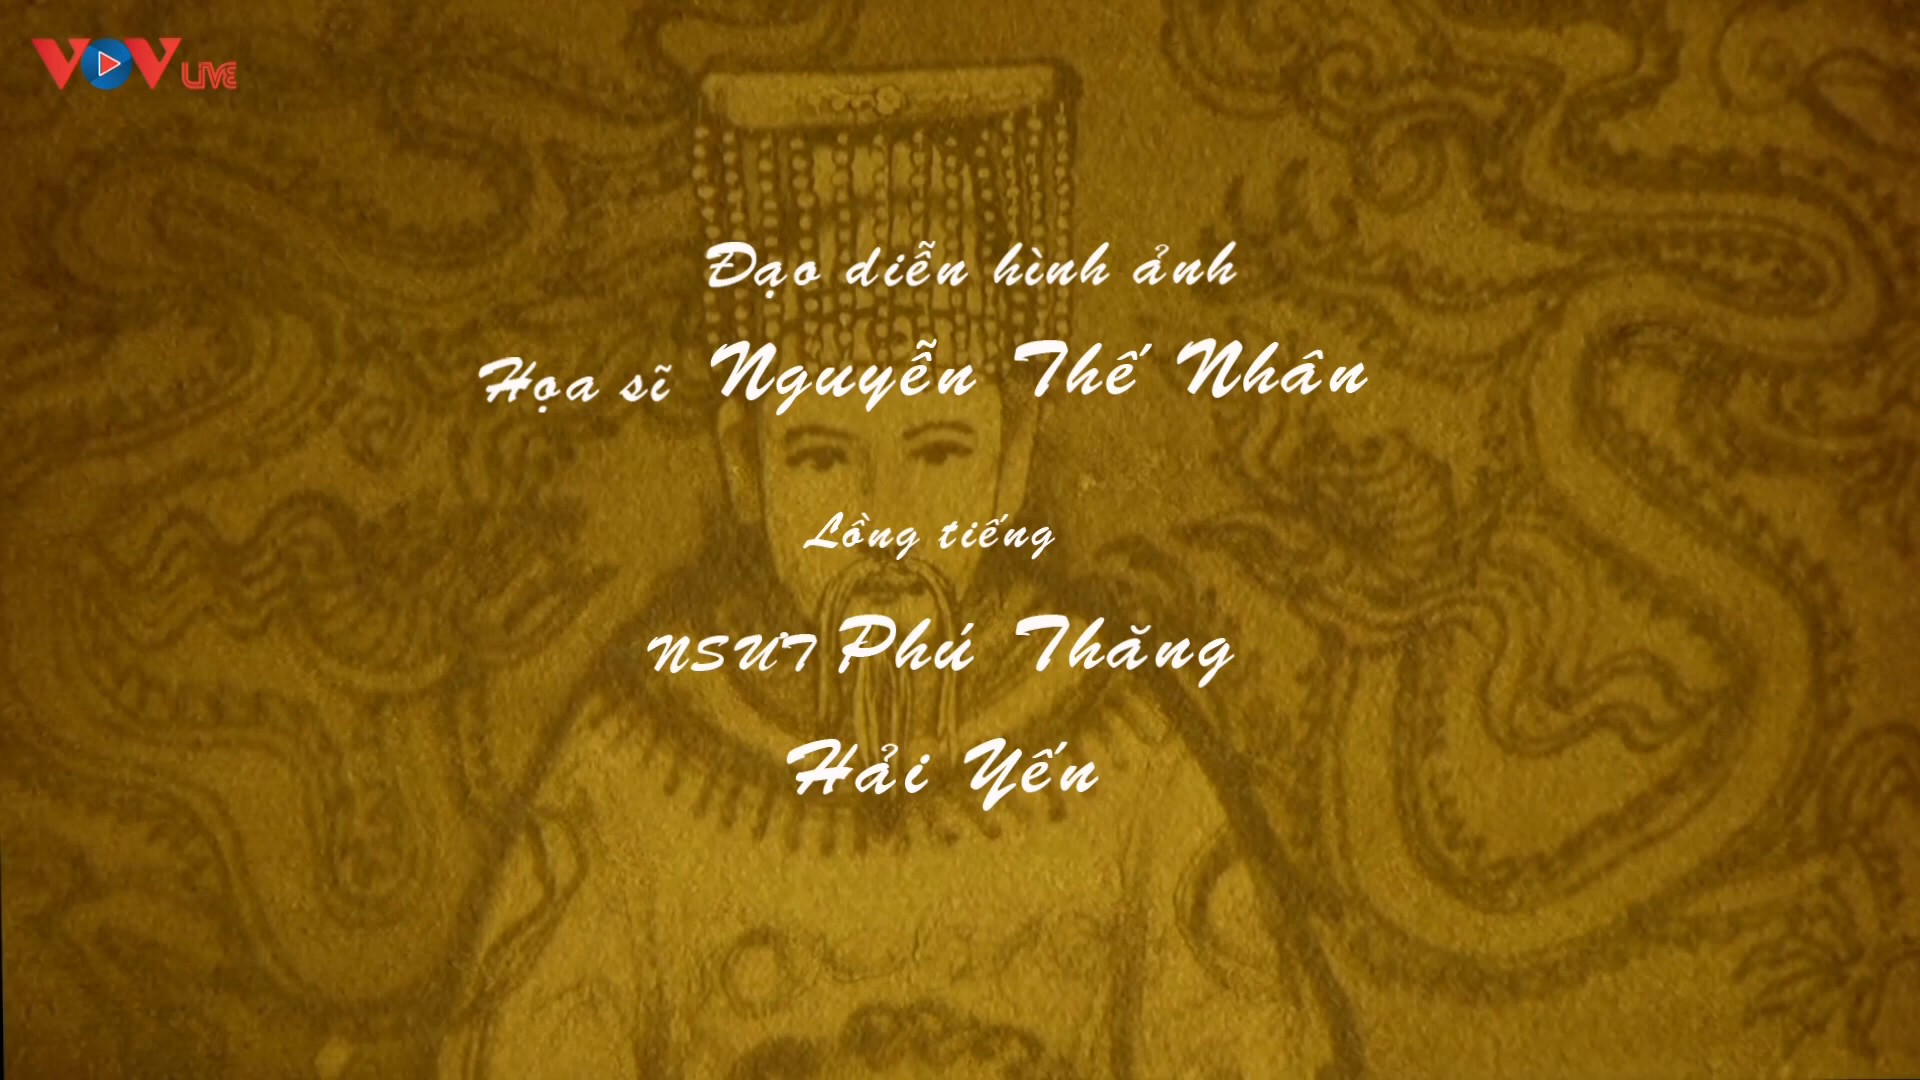 VOV LIVE
Đạo diễn hình ảnh
Họa sĩ Nguyễn Thế Nhân
Lồng tiếng
NSƯT Phú Thăng
Hải Yến